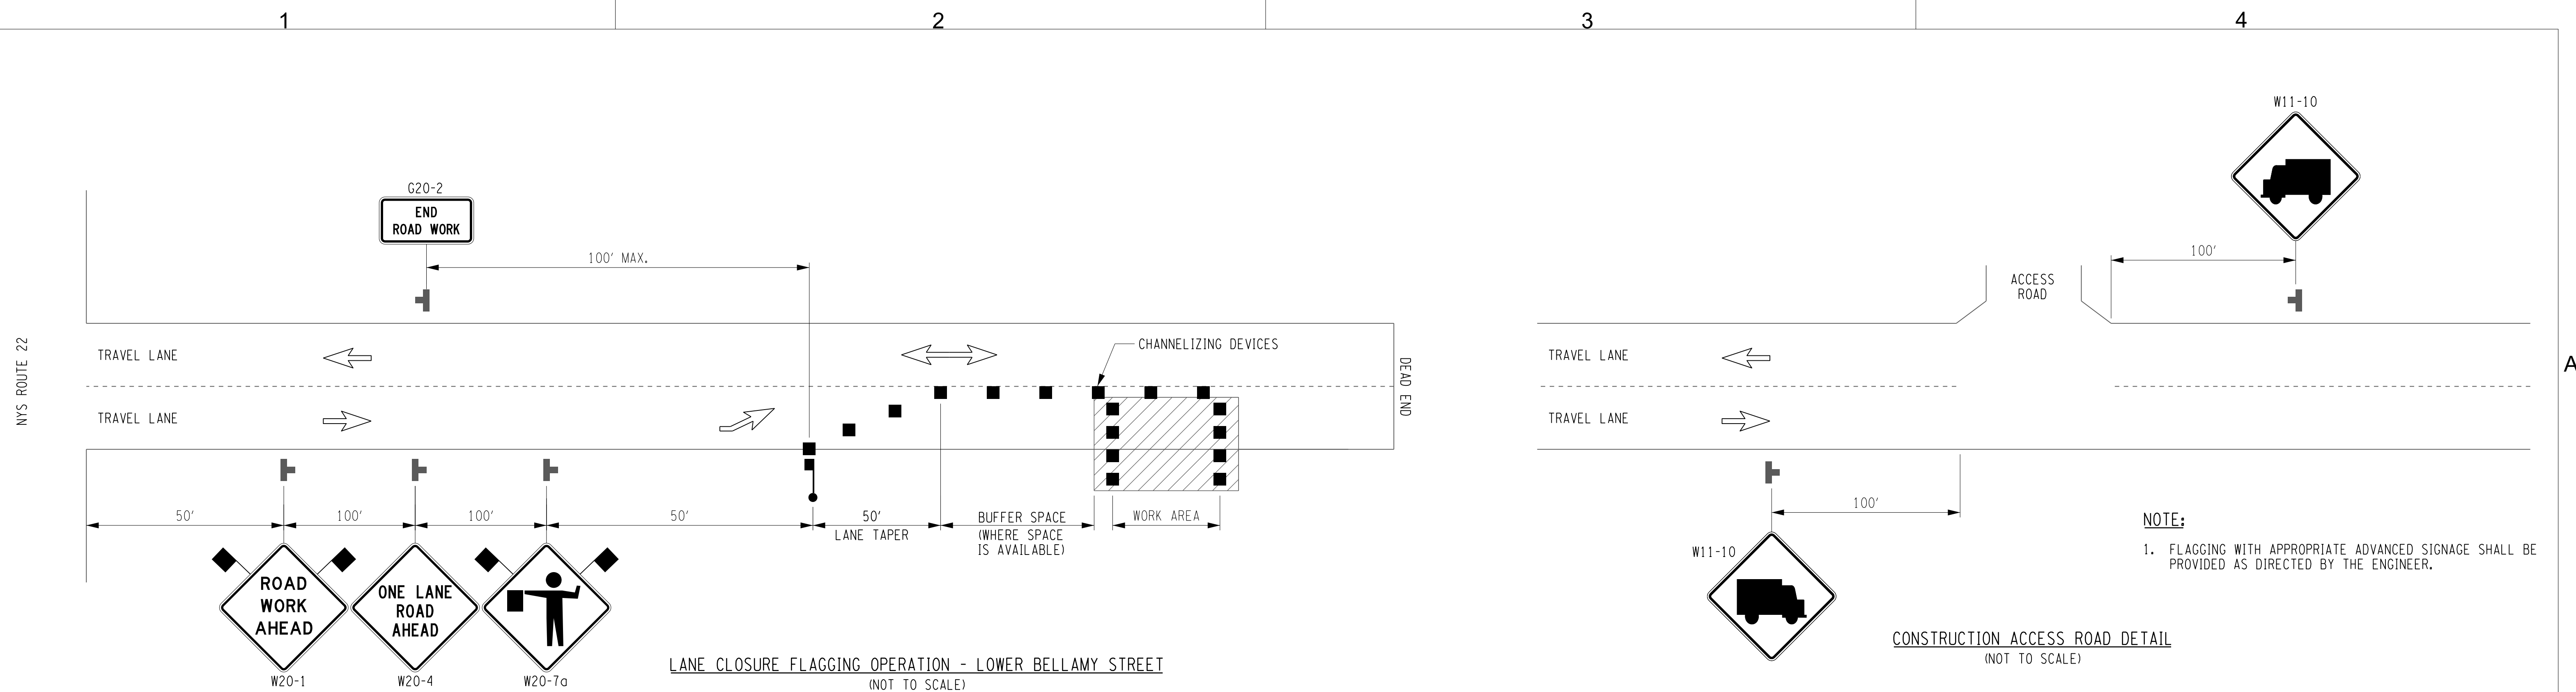 1 2 3 4
W11-10
G20-2
END
ROAD WORK
100' MAX.
100'
ACCESS
ROAD
NYS ROUTE 22
TRAVEL LANE
TRAVEL LANE
CHANNELIZING DEVICES
DEAD END
TRAVEL LANE
TRAVEL LANE
A
50' 100' 100' 50' 50'
LANE TAPER
BUFFER SPACE
(WHERE SPACE
IS AVAILABLE)
WORK AREA
ROAD
WORK
AHEAD
W20-1
ONE LANE
ROAD
AHEAD
W20-4
W20-7a
LANE CLOSURE FLAGGING OPERATION - LOWER BELLAMY STREET
(NOT TO SCALE)
100'
W11-10
CONSTRUCTION ACCESS ROAD DETAIL
(NOT TO SCALE)
NOTE:
1. FLAGGING WITH APPROPRIATE ADVANCED SIGNAGE SHALL BE
PROVIDED AS DIRECTED BY THE ENGINEER.